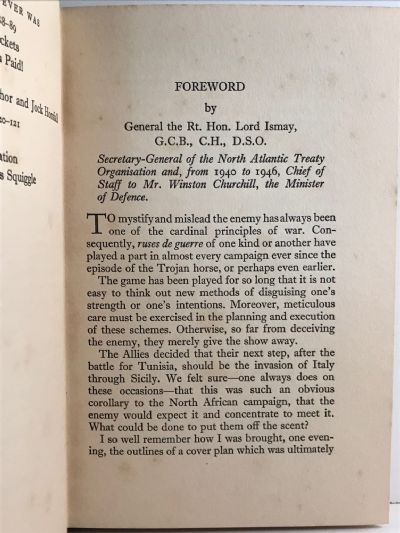 EVER WAS
88-89
ckets
Paid!
hor and Jock Horsfall
20-121
ation
s Squiggle
FOREWORD
by
General the Rt. Hon. Lord Ismay,
G.C.B., C.H., D.S.O.
Secretary-General of the North Atlantic Treaty
Organisation and, from 1940 to 1946, Chief of
Staff to Mr. Winston Churchill, the Minister
of Defence.
TO mystify and mislead the enemy has always been
one of the cardinal principles of war. Con-
sequently, ruses de guerre of one kind or another have
played a part in almost every campaign ever since the
episode of the Trojan horse, or perhaps even earlier.
The game has been played for so long that it is not
easy to think out new methods of disguising one's
strength or one's intentions. Moreover, meticulous
care must be exercised in the planning and execution
of these schemes. Otherwise, so far from deceiving
the enemy, they merely give the show away.
The Allies decided that their next step, after the
battle for Tunisia, should be the invasion of Italy
through Sicily. We felt sure—one always does on
these occasions—that this was such an obvious
corollary to the North African campaign, that the
enemy would expect it and concentrate to meet it.
What could be done to put them off the scent?
I so well remember how I was brought, one even-
ing, the outlines of a cover plan which was ultimately